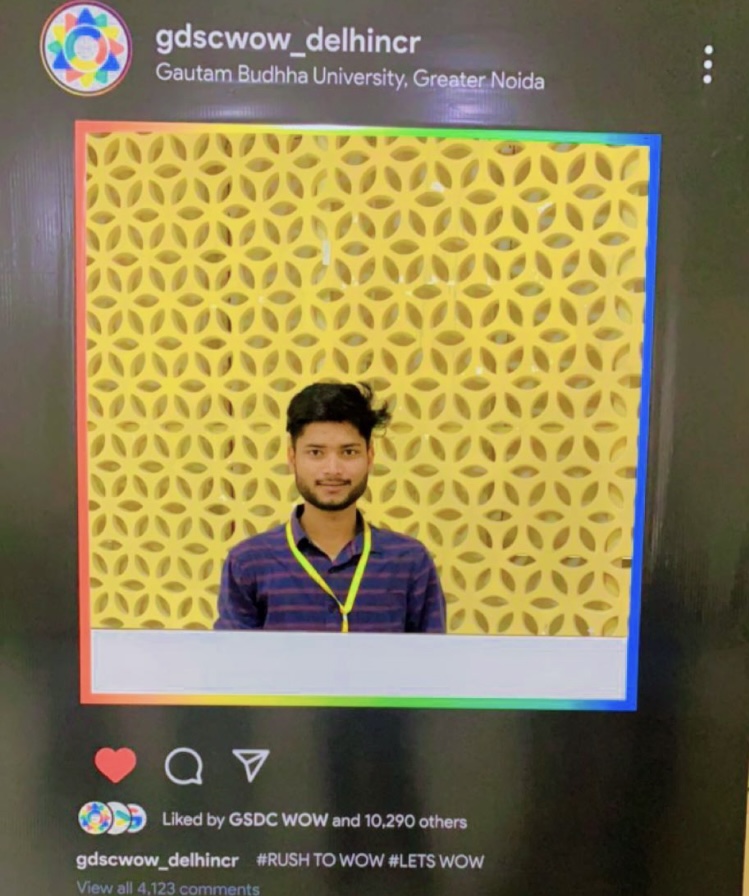 gdscwow_delhincr
Gautam Budhha University, Greater Noida
Liked by GSDC WOW and 10,290 others
gdscwow_delhincr #RUSH TO WOW #LETS WOW
View all 4,123 comments